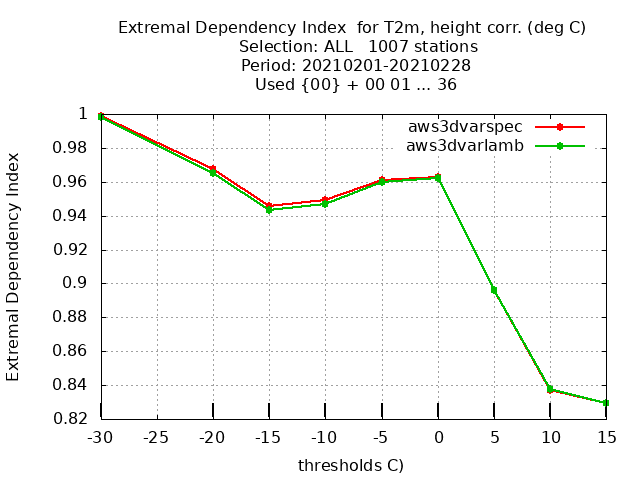 Extremal Dependency Index  for T2m, height corr. (deg C)
Selection: ALL   1007 stations
Period: 20210201-20210228
Used {00} + 00 01 ... 36
Extremal Dependency Index
1
0.98
0.96
0.94
0.92
0.9
0.88
0.86
0.84
0.82
aws3dvarspec
aws3dvarlamb
-30 -25 -20 -15 -10 -5 0 5 10 15
thresholds C)